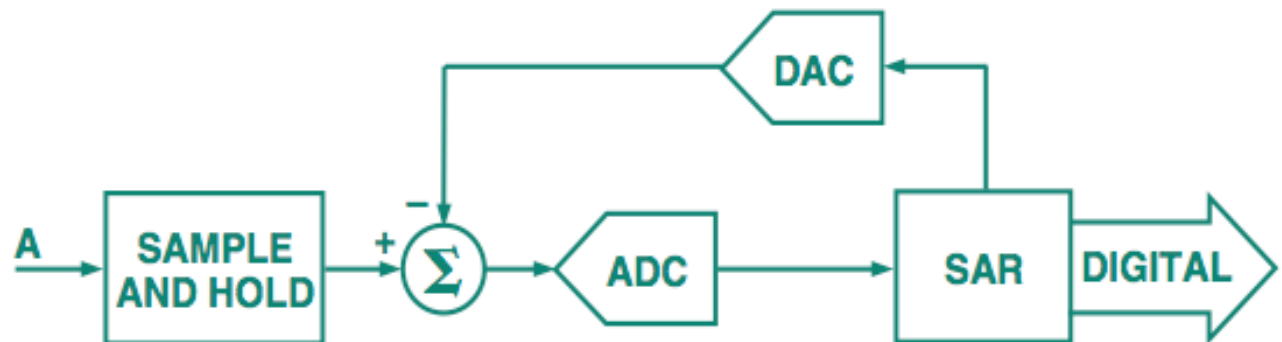 DAC
−
A
SAMPLE
AND HOLD
+
Σ
ADC
SAR
DIGITAL